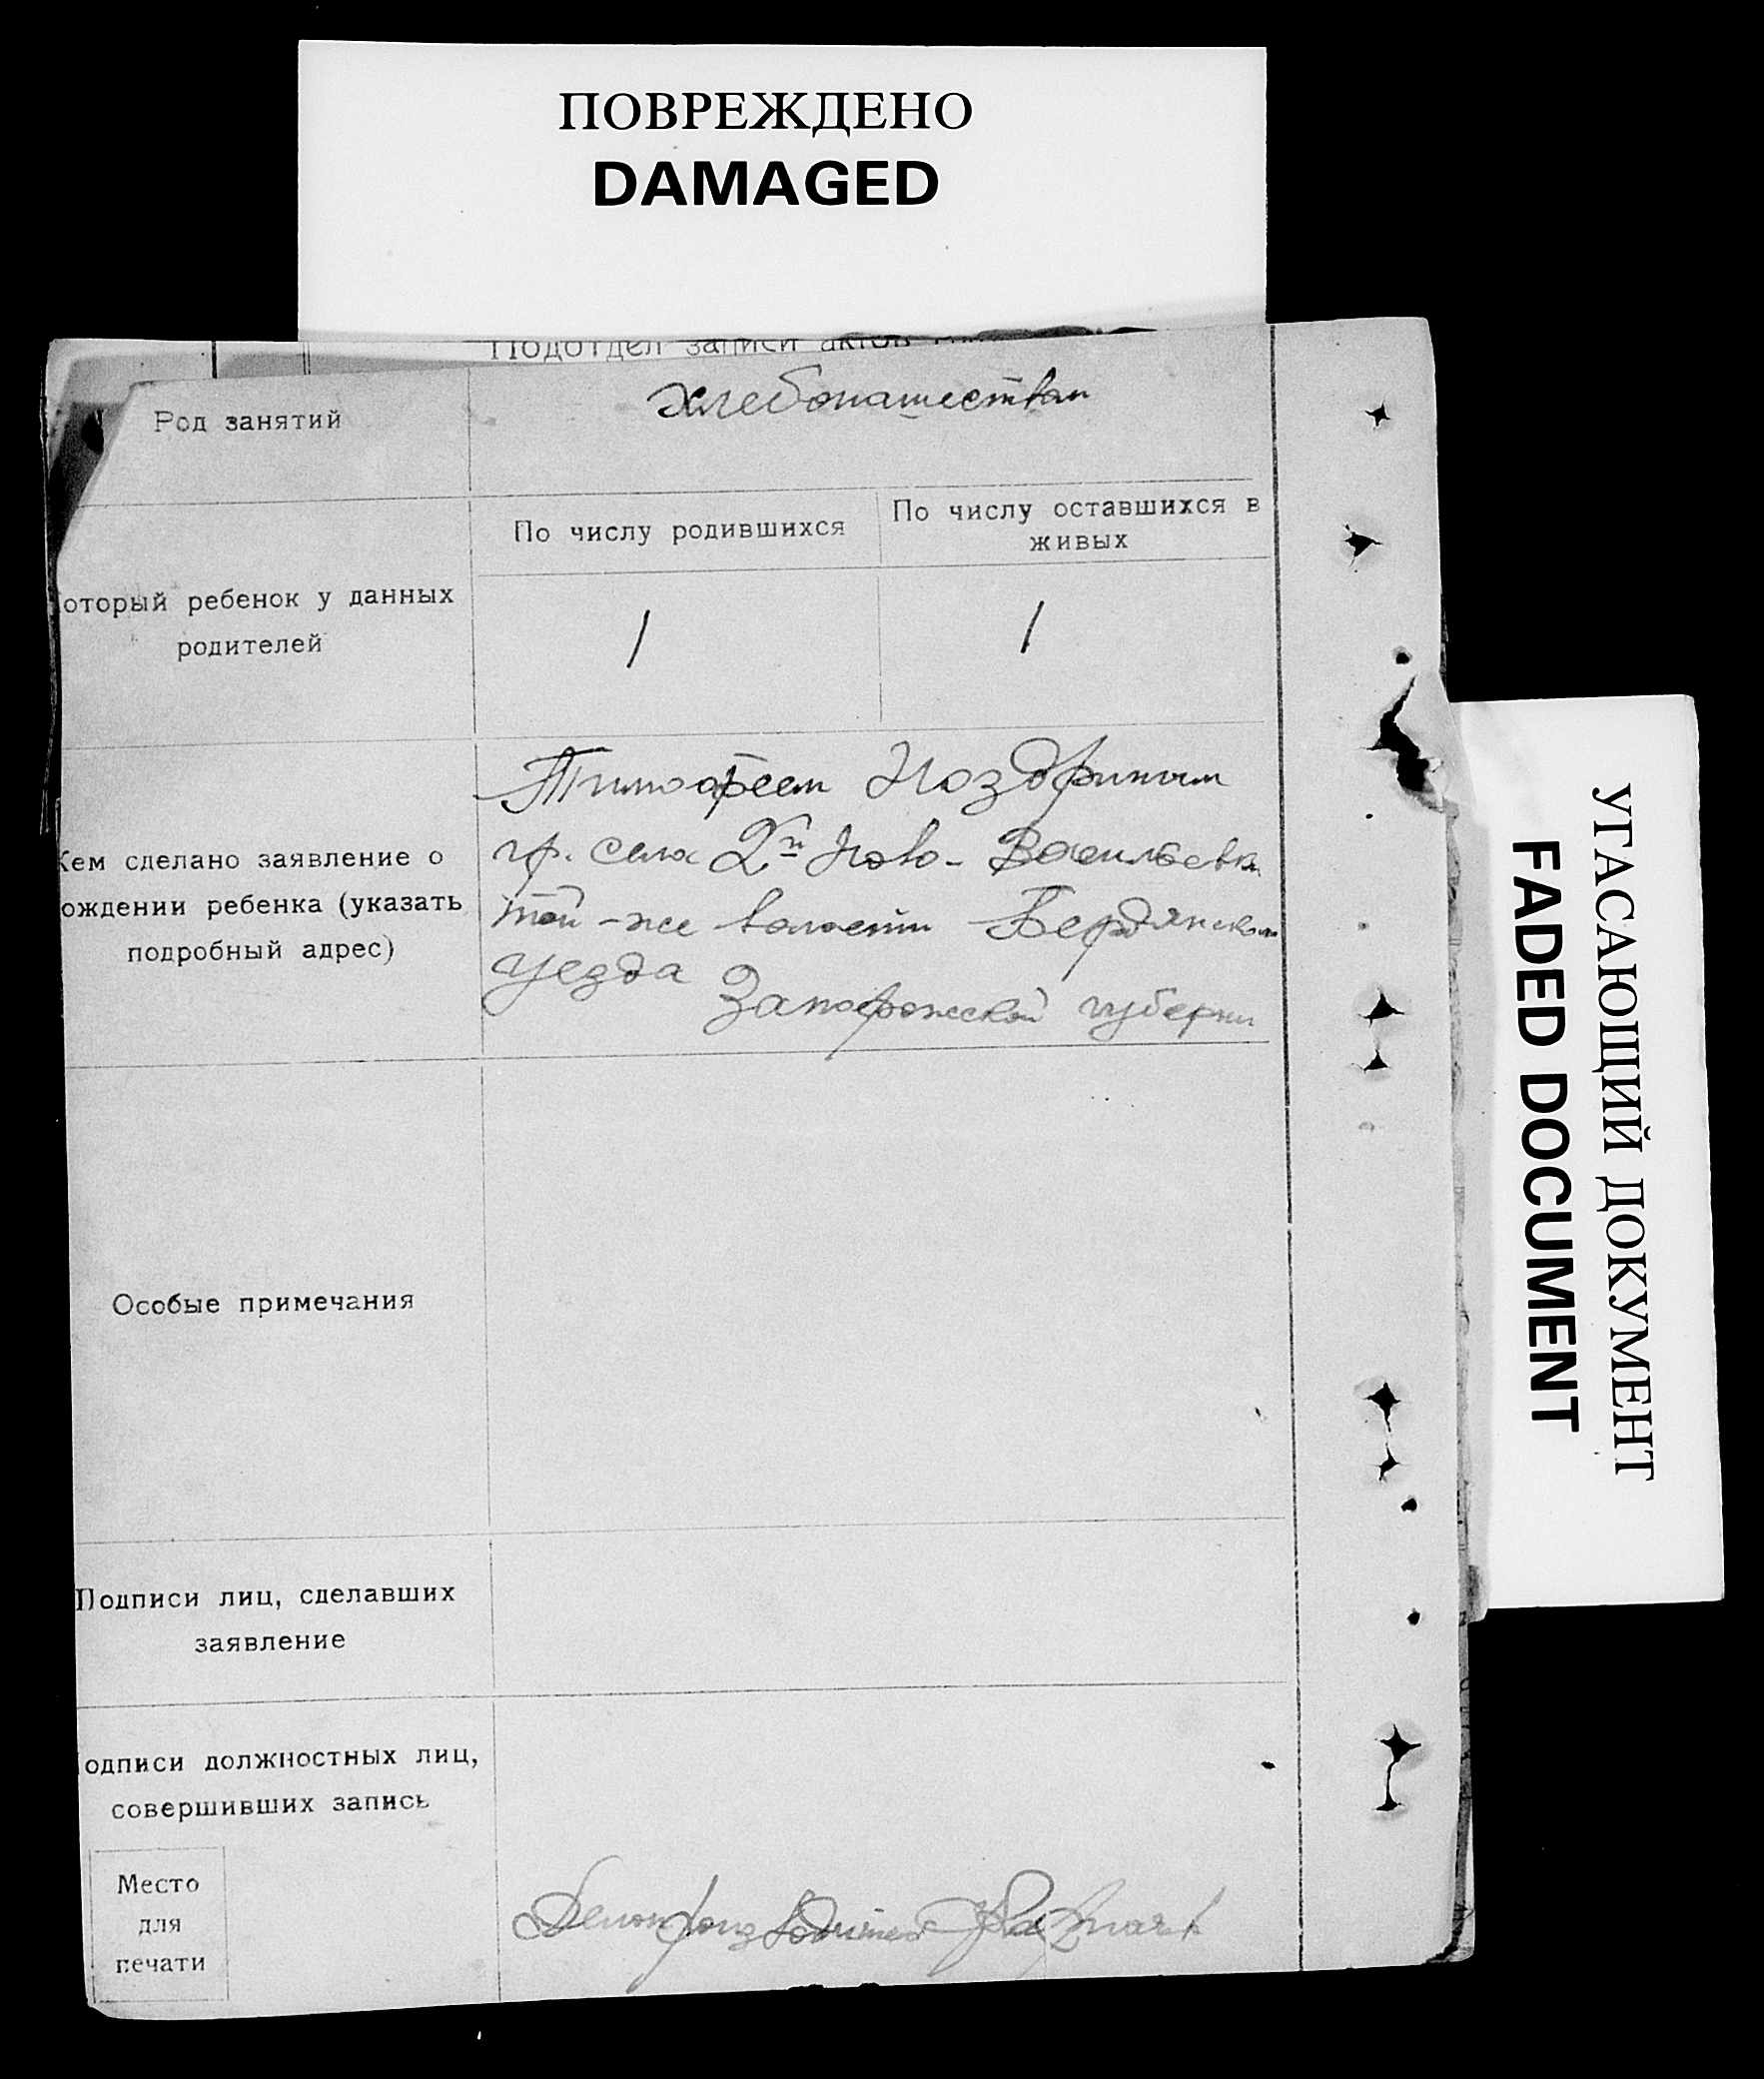 ПОВРЕЖДЕНО
DAMAGED
Подотдел записи актов
Род занятий
хлебопашеством
По числу родившихся
По числу оставшихся в
живых
оторый ребенок у данных
родителей
1
1
Тимофеем Ноздриным
гр. села 2й Ново-Васильевки
той-же волости Бердянского
уезда
Запорожской губернии
Кем сделано заявление о
ождении ребенка (указать
подробный адрес)
Особые примечания
Подписи лиц, сделавших
заявление
одписи должностных лиц,
совершивших запись
Место
для
печати
УГАСАЮЩИЙ ДОКУМЕНТ
FADED DOCUMENT